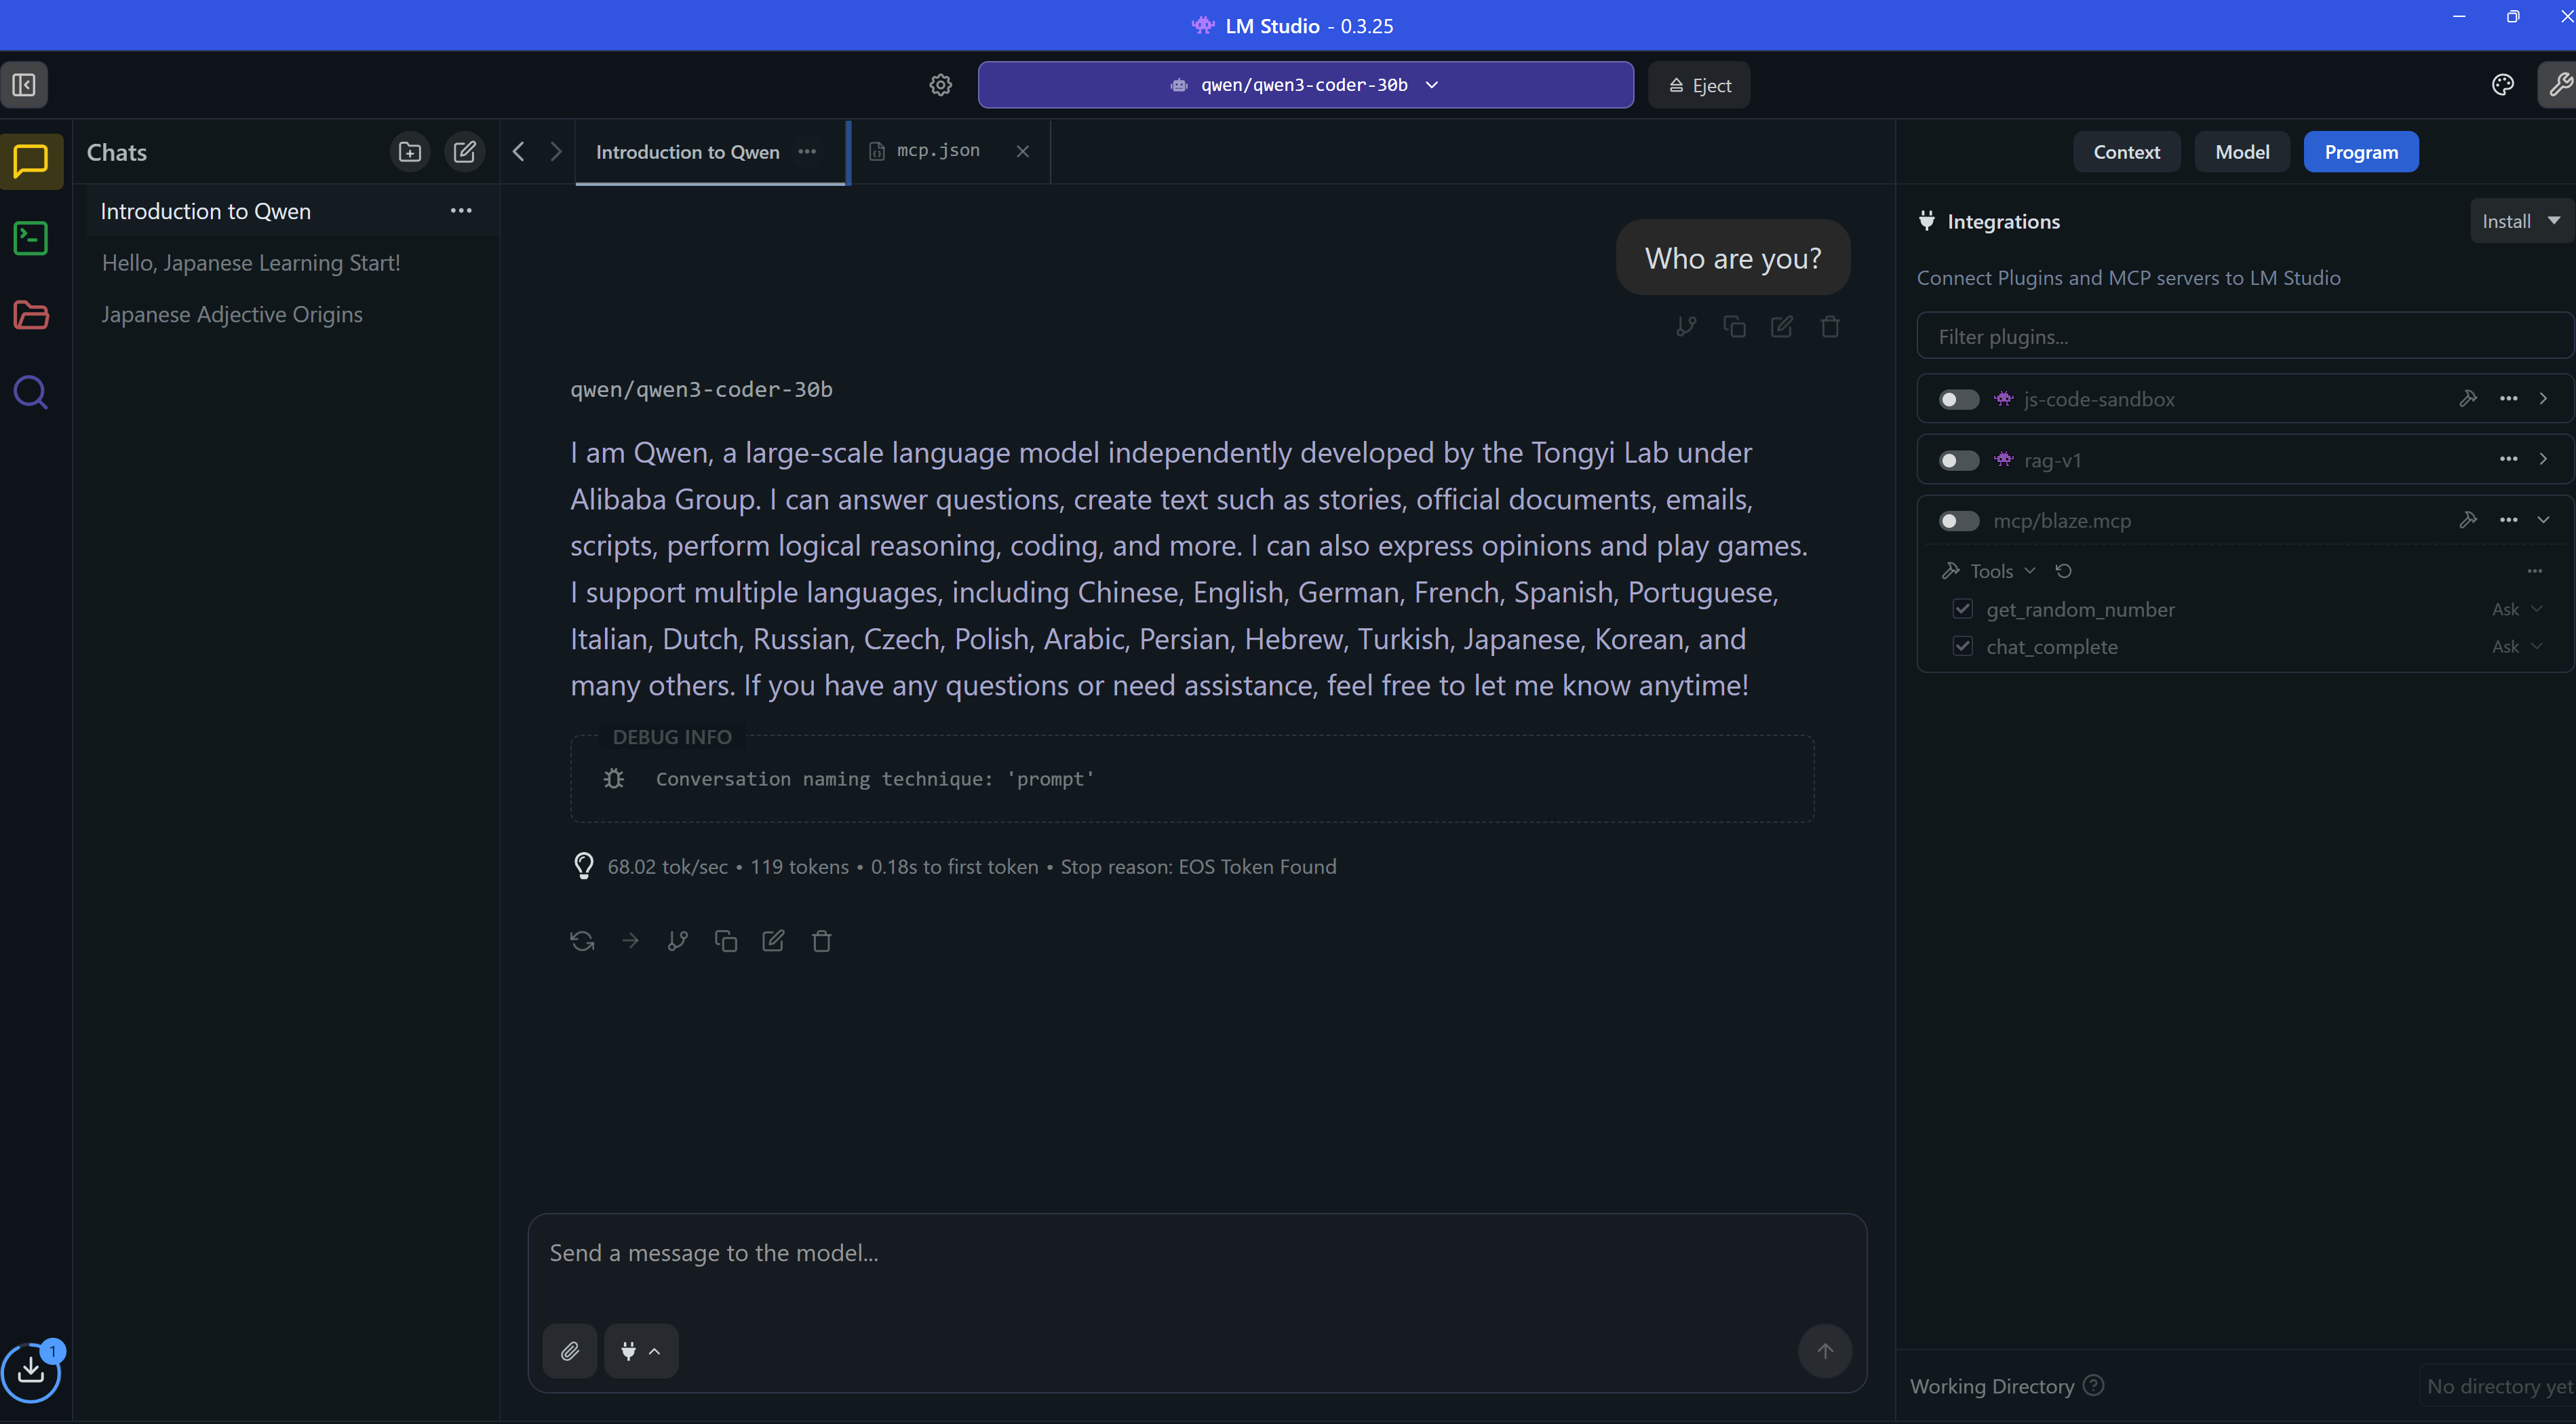 LM Studio - 0.3.25
qwen/qwen3-coder-30b
Eject
Chats
Introduction to Qwen
Hello, Japanese Learning Start!
Japanese Adjective Origins
Introduction to Qwen
mcp.json
Who are you?
qwen/qwen3-coder-30b
I am Qwen, a large-scale language model independently developed by the Tongyi Lab under
Alibaba Group. I can answer questions, create text such as stories, official documents, emails,
scripts, perform logical reasoning, coding, and more. I can also express opinions and play games.
I support multiple languages, including Chinese, English, German, French, Spanish, Portuguese,
Italian, Dutch, Russian, Czech, Polish, Arabic, Persian, Hebrew, Turkish, Japanese, Korean, and
many others. If you have any questions or need assistance, feel free to let me know anytime!
DEBUG INFO
Conversation naming technique: 'prompt'
68.02 tok/sec • 119 tokens • 0.18s to first token • Stop reason: EOS Token Found
Send a message to the model...
1
Context
Model
Program
Integrations
Install
Connect Plugins and MCP servers to LM Studio
Filter plugins...
js-code-sandbox
rag-v1
mcp/blaze.mcp
Tools
get_random_number
Ask
chat_complete
Ask
Working Directory
No directory yet